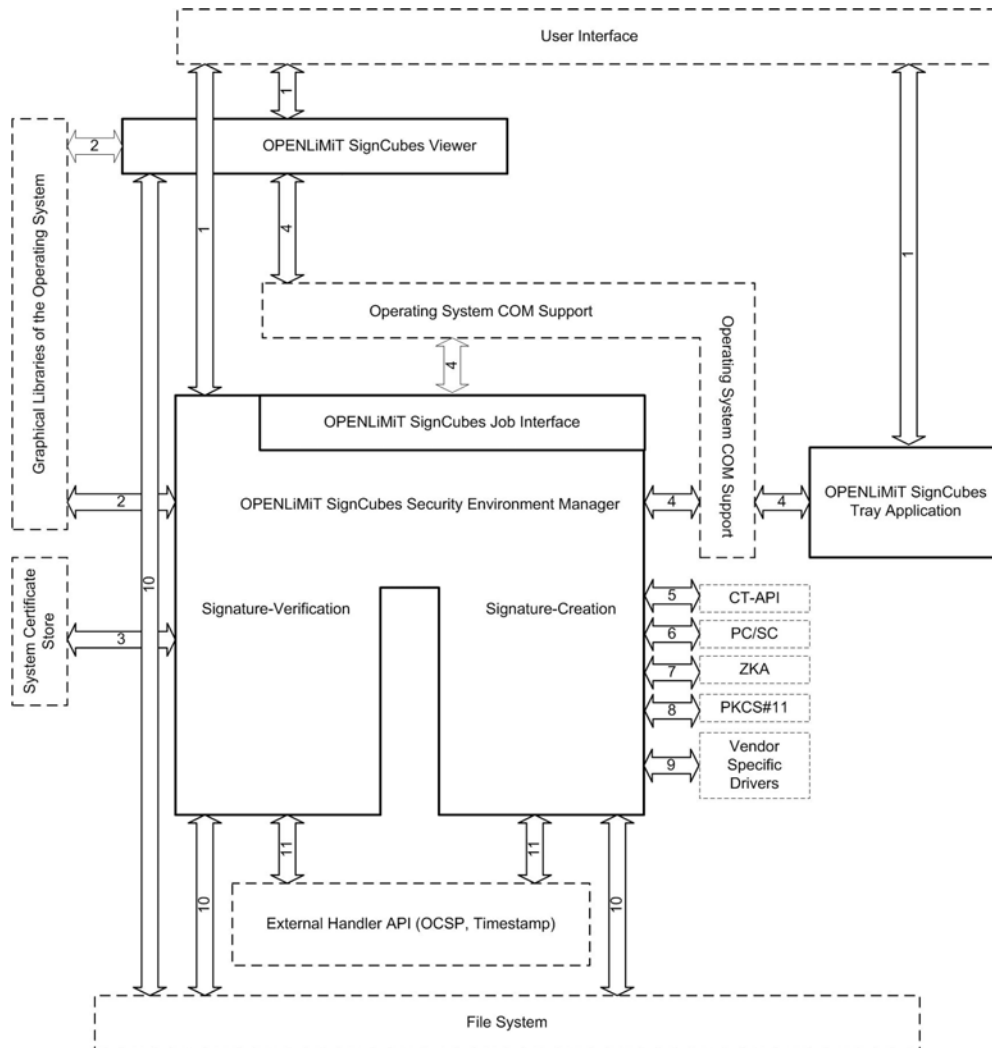 User Interface
1
1
1
OPENLiMiT SignCubes Viewer
2
Graphical Libraries of the Operating System
4
Operating System COM Support
Operating System COM Support
4
OPENLiMiT SignCubes Job Interface
2
OPENLiMiT SignCubes Security Environment Manager
4
4
OPENLiMiT SignCubes
Tray Application
10
System Certificate
Store
3
Signature-Verification
Signature-Creation
5
CT-API
6
PC/SC
7
ZKA
8
PKCS#11
9
Vendor
Specific
Drivers
10
11
11
10
External Handler API (OCSP, Timestamp)
File System